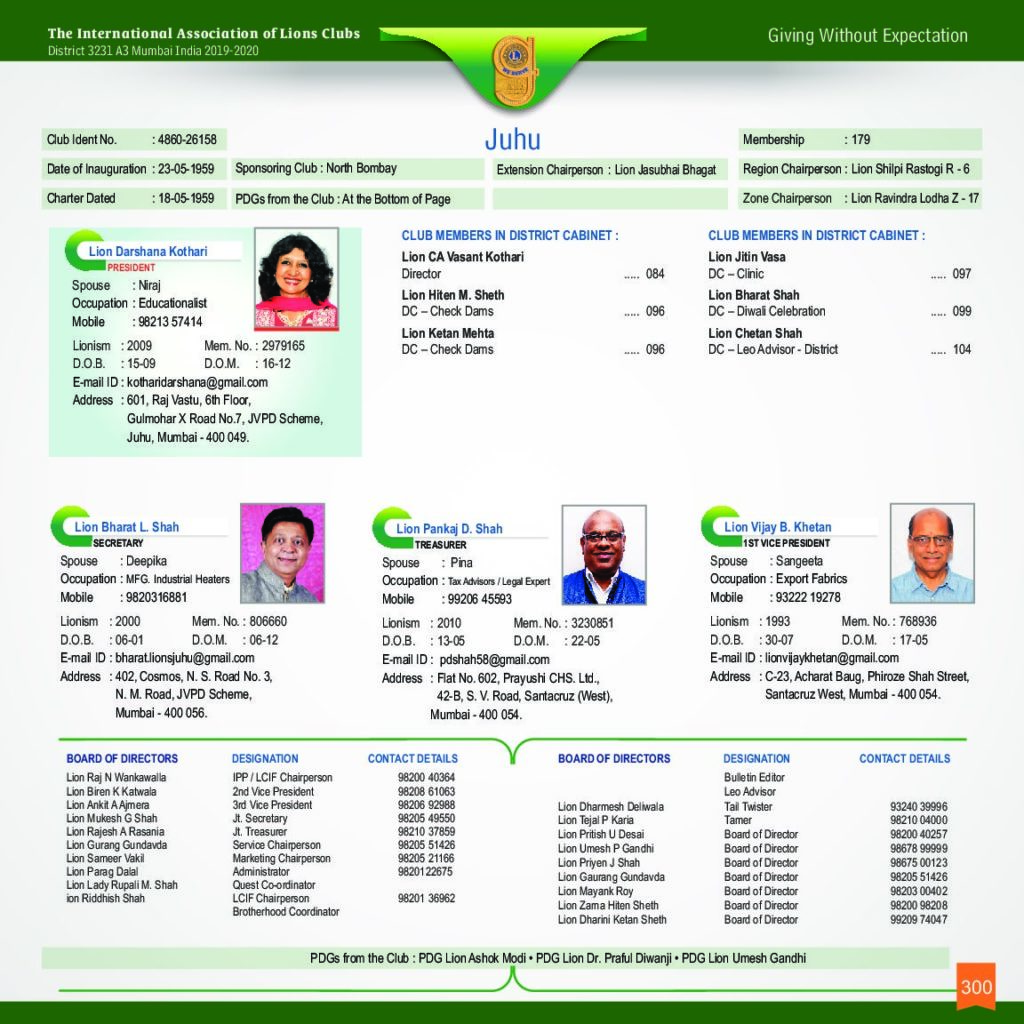 The International Association of Lions Clubs
District 3231 A3 Mumbai India 2019-2020
Giving Without Expectation
WE SERVE
Juhu
Club Ident No. : 4860-26158
Membership : 179
Date of Inauguration : 23-05-1959
Sponsoring Club : North Bombay
Extension Chairperson : Lion Jasubhai Bhagat
Region Chairperson : Lion Shilpi Rastogi R - 6
Charter Dated : 18-05-1959
PDGs from the Club : At the Bottom of Page
Zone Chairperson : Lion Ravindra Lodha Z - 17
Lion Darshana Kothari
PRESIDENT
Spouse : Niraj
Occupation : Educationalist
Mobile : 98213 57414
Lionism : 2009 Mem. No. : 2979165
D.O.B. : 15-09 D.O.M. : 16-12
E-mail ID : kotharidarshana@gmail.com
Address : 601, Raj Vastu, 6th Floor,
Gulmohar X Road No.7, JVPD Scheme,
Juhu, Mumbai - 400 049.
CLUB MEMBERS IN DISTRICT CABINET :
Lion CA Vasant Kothari
Director ..... 084
Lion Hiten M. Sheth
DC – Check Dams ..... 096
Lion Ketan Mehta
DC – Check Dams ..... 096
CLUB MEMBERS IN DISTRICT CABINET :
Lion Jitin Vasa
DC – Clinic ..... 097
Lion Bharat Shah
DC – Diwali Celebration ..... 099
Lion Chetan Shah
DC – Leo Advisor - District ..... 104
Lion Bharat L. Shah
SECRETARY
Spouse : Deepika
Occupation : MFG. Industrial Heaters
Mobile : 9820316881
Lionism : 2000 Mem. No. : 806660
D.O.B. : 06-01 D.O.M. : 06-12
E-mail ID : bharat.lionsjuhu@gmail.com
Address : 402, Cosmos, N. S. Road No. 3,
N. M. Road, JVPD Scheme,
Mumbai - 400 056.
Lion Pankaj D. Shah
TREASURER
Spouse : Pina
Occupation : Tax Advisors / Legal Expert
Mobile : 99206 45593
Lionism : 2010 Mem. No. : 3230851
D.O.B. : 13-05 D.O.M. : 22-05
E-mail ID : pdshah58@gmail.com
Address : Flat No. 602, Prayushi CHS. Ltd.,
42-B, S. V. Road, Santacruz (West),
Mumbai - 400 054.
Lion Vijay B. Khetan
1ST VICE PRESIDENT
Spouse : Sangeeta
Occupation : Export Fabrics
Mobile : 93222 19278
Lionism : 1993 Mem. No. : 768936
D.O.B. : 30-07 D.O.M. : 17-05
E-mail ID : lionvijaykhetan@gmail.com
Address : C-23, Acharat Baug, Phiroze Shah Street,
Santacruz West, Mumbai - 400 054.
BOARD OF DIRECTORS DESIGNATION CONTACT DETAILS
Lion Raj N Wankawalla IPP / LCIF Chairperson 98200 40364
Lion Biren K Katwala 2nd Vice President 98208 61063
Lion Ankit A Ajmera 3rd Vice President 98206 92988
Lion Mukesh G Shah Jt. Secretary 98205 49550
Lion Rajesh A Rasania Jt. Treasurer 98210 37859
Lion Gurang Gundavda Service Chairperson 98205 51426
Lion Sameer Vakil Marketing Chairperson 98205 21166
Lion Parag Dalal Administrator 9820122675
Lion Lady Rupali M. Shah Quest Co-ordinator
ion Riddhish Shah LCIF Chairperson 98201 36962
Brotherhood Coordinator
BOARD OF DIRECTORS DESIGNATION CONTACT DETAILS
Bulletin Editor
Leo Advisor
Lion Dharmesh Deliwala Tail Twister 93240 39996
Lion Tejal P Karia Tamer 98210 04000
Lion Pritish U Desai Board of Director 98200 40257
Lion Umesh P Gandhi Board of Director 98678 99999
Lion Priyen J Shah Board of Director 98675 00123
Lion Gaurang Gundavda Board of Director 98205 51426
Lion Mayank Roy Board of Director 98203 00402
Lion Zarna Hiten Sheth Board of Director 98200 98208
Lion Dharini Ketan Sheth Board of Director 99209 74047
PDGs from the Club : PDG Lion Ashok Modi • PDG Lion Dr. Praful Diwanji • PDG Lion Umesh Gandhi
300